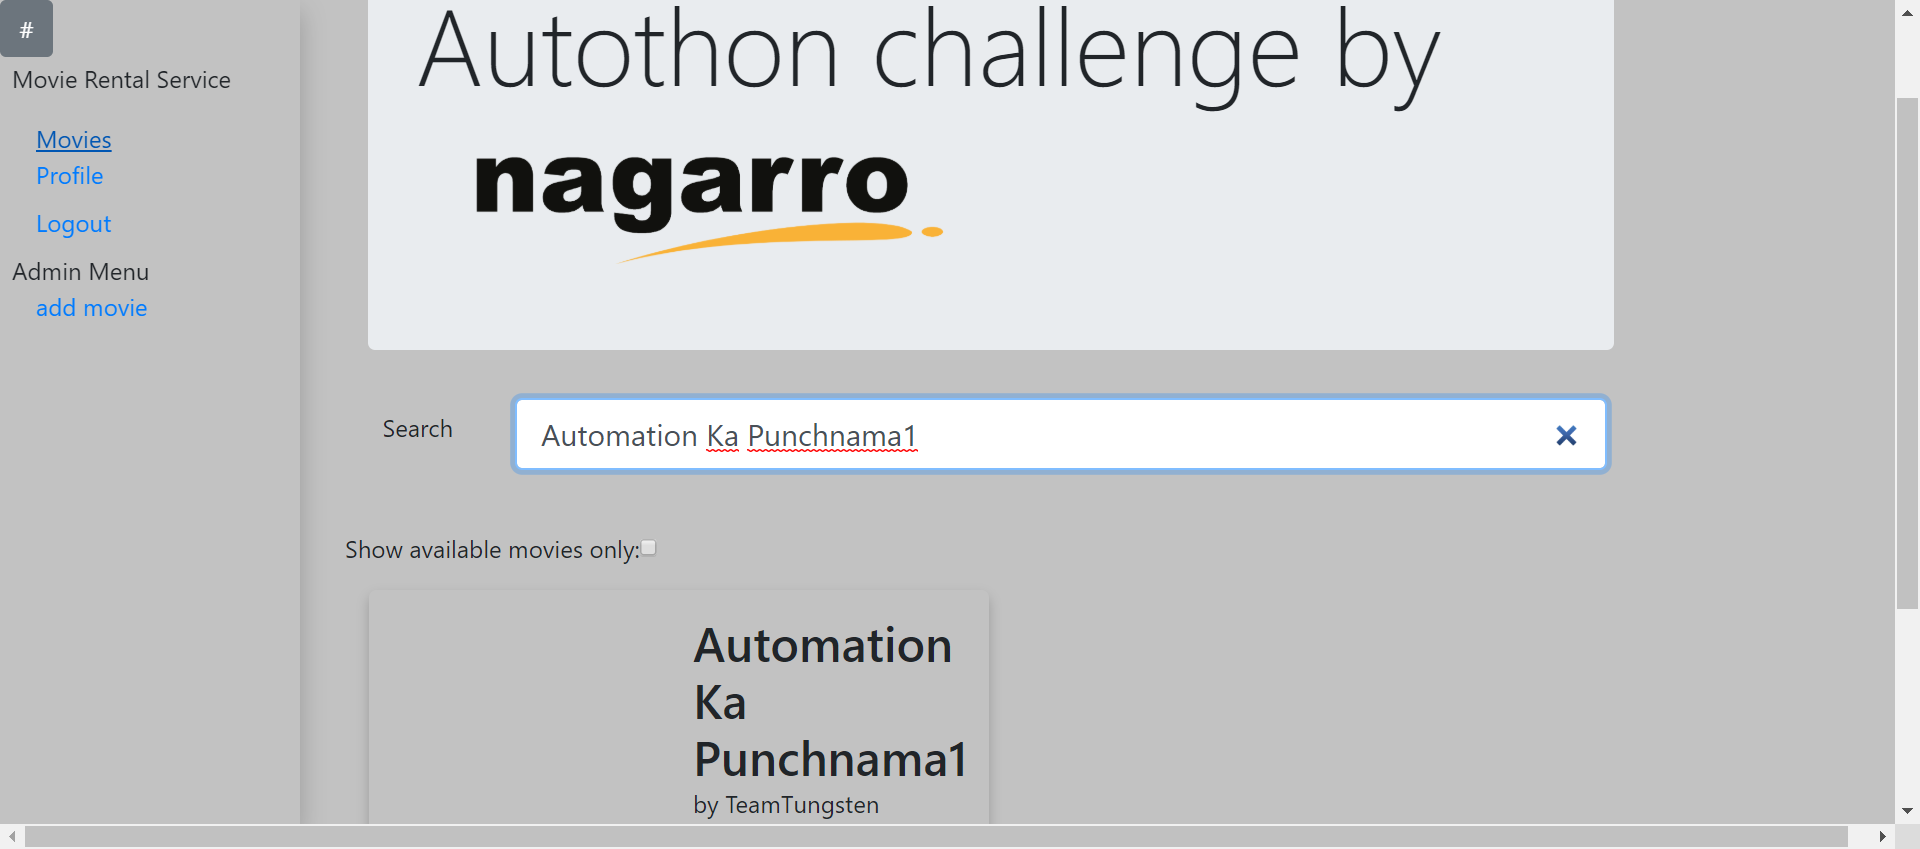 #
Movie Rental Service
Movies
Profile
Logout
Admin Menu
add movie
Autothon challenge by
nagarro
Search
Automation Ka Punchnama1
Show available movies only:
Automation
Ka
Punchnama1
by TeamTungsten